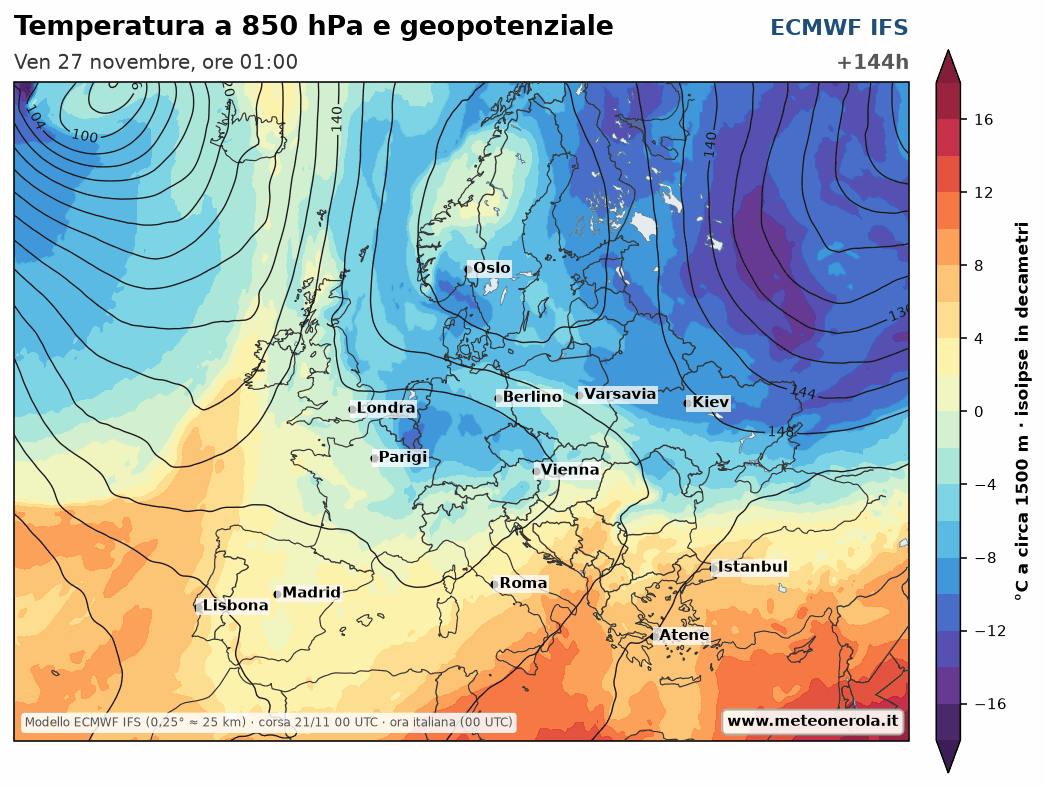 Temperatura a 850 hPa e geopotenziale
ECMWF IFS
Ven 27 novembre, ore 01:00
+144h
104
100
140
140
136
144
148
Oslo
Londra
Berlino
Varsavia
Kiev
Parigi
Vienna
Roma
Istanbul
Madrid
Lisbona
Atene
16
12
8
4
0
−4
−8
−12
−16
°C a circa 1500 m · isoipse in decametri
Modello ECMWF IFS (0,25° ≈ 25 km) · corsa 21/11 00 UTC · ora italiana (00 UTC)
www.meteonerola.it